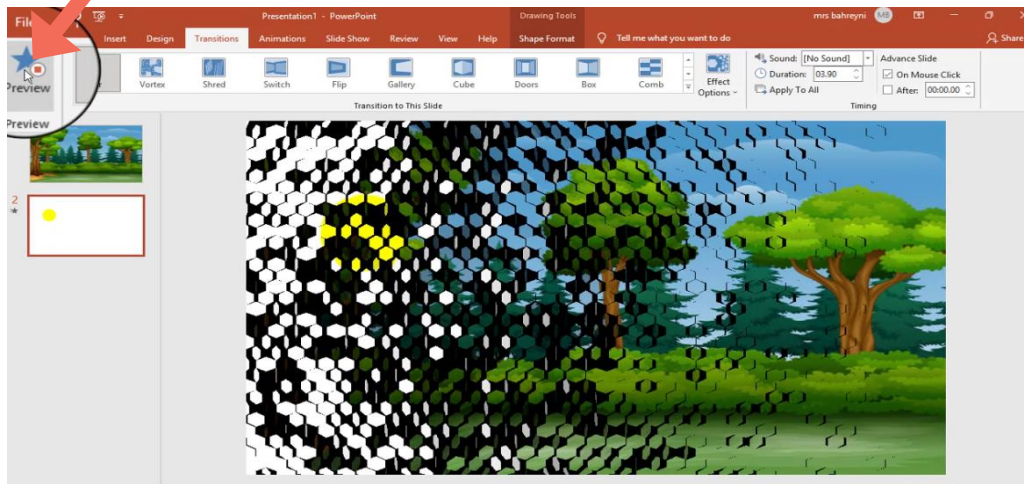 File
Presentation1 - PowerPoint
Drawing Tools
mrs bahreyni
MB
Insert Design Transitions Animations Slide Show Review View Help Shape Format Tell me what you want to do
Share
Preview
Vortex Shred Switch Flip Gallery Cube Doors Box Comb
Effect
Options
Sound: [No Sound]
Duration: 03.90
Apply To All
Advance Slide
On Mouse Click
After: 00:00.00
Preview
Transition to This Slide
Timing
2